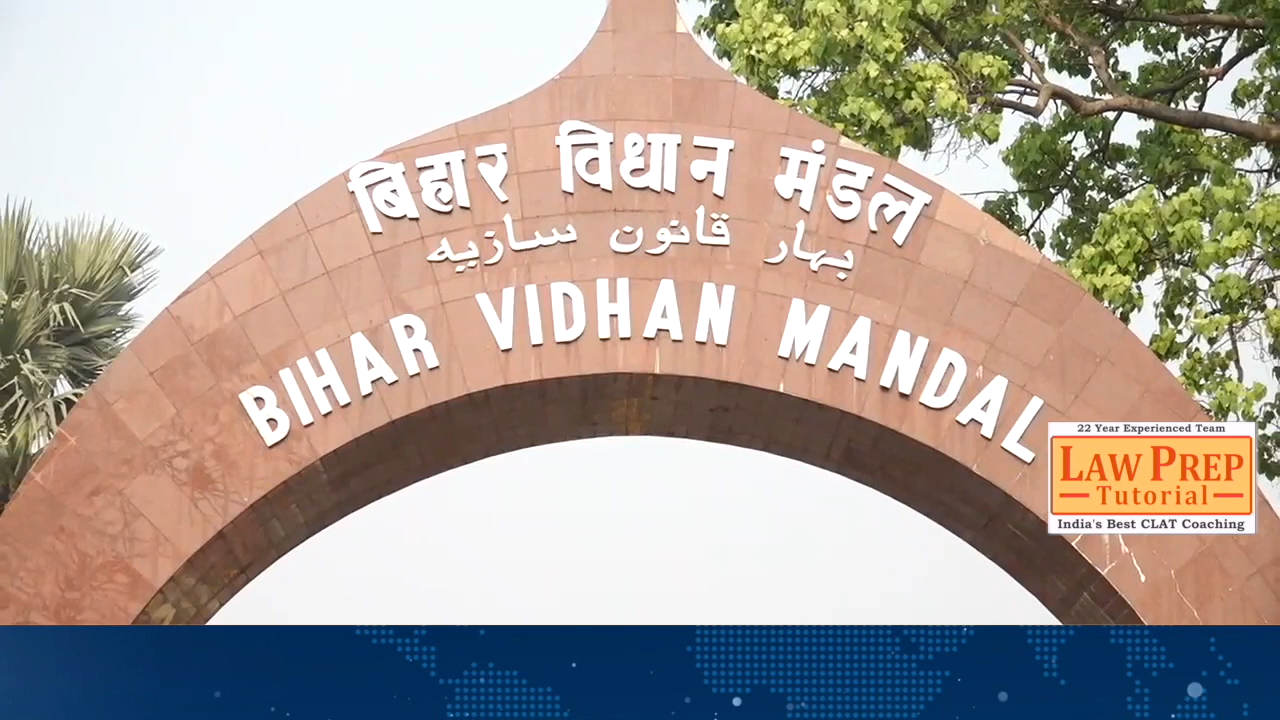 बिहार विधान मंडल
بہار قانون سازیہ
BIHAR VIDHAN MANDAL
22 Year Experienced Team
LAW PREP
Tutorial
India's Best CLAT Coaching